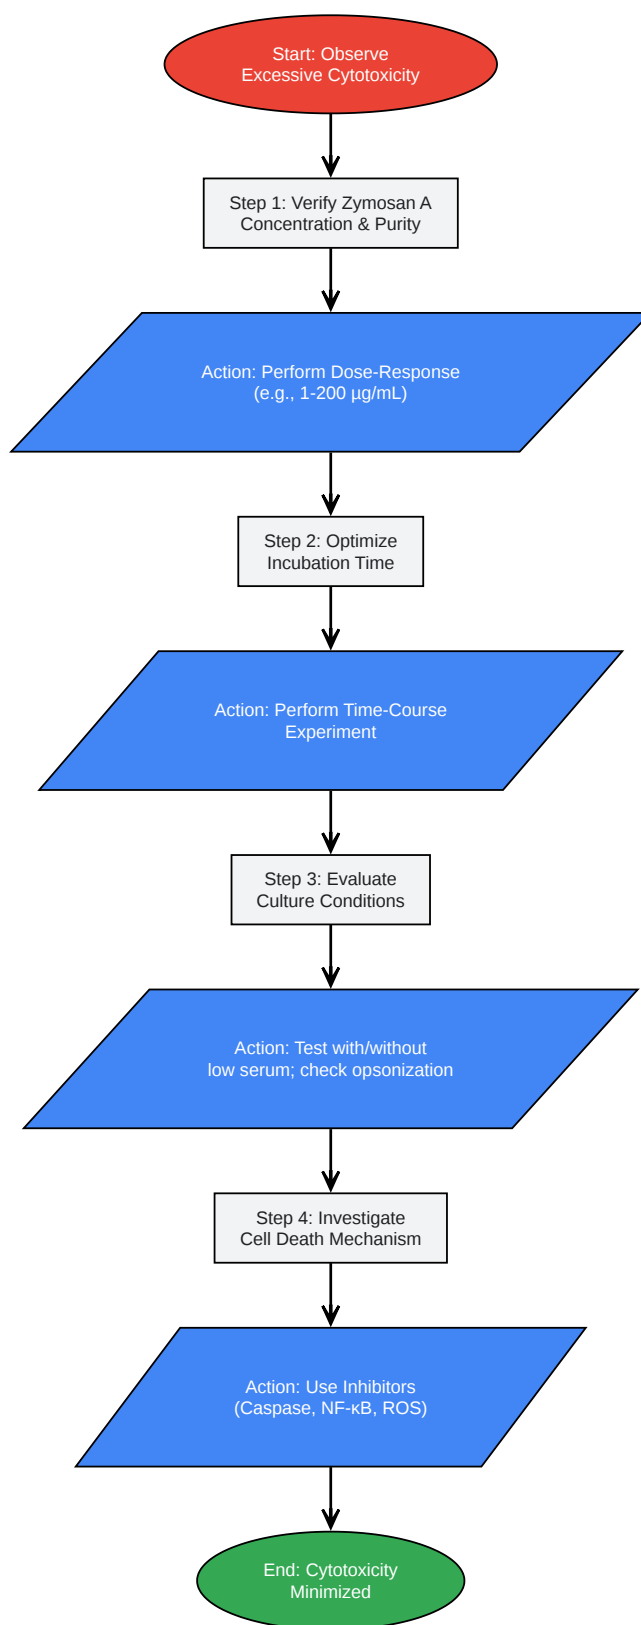 Start: Observe
Excessive Cytotoxicity
Step 1: Verify Zymosan A
Concentration & Purity
Action: Perform Dose-Response
(e.g., 1-200 µg/mL)
Step 2: Optimize
Incubation Time
Action: Perform Time-Course
Experiment
Step 3: Evaluate
Culture Conditions
Action: Test with/without
low serum; check opsonization
Step 4: Investigate
Cell Death Mechanism
Action: Use Inhibitors
(Caspase, NF-κB, ROS)
End: Cytotoxicity
Minimized